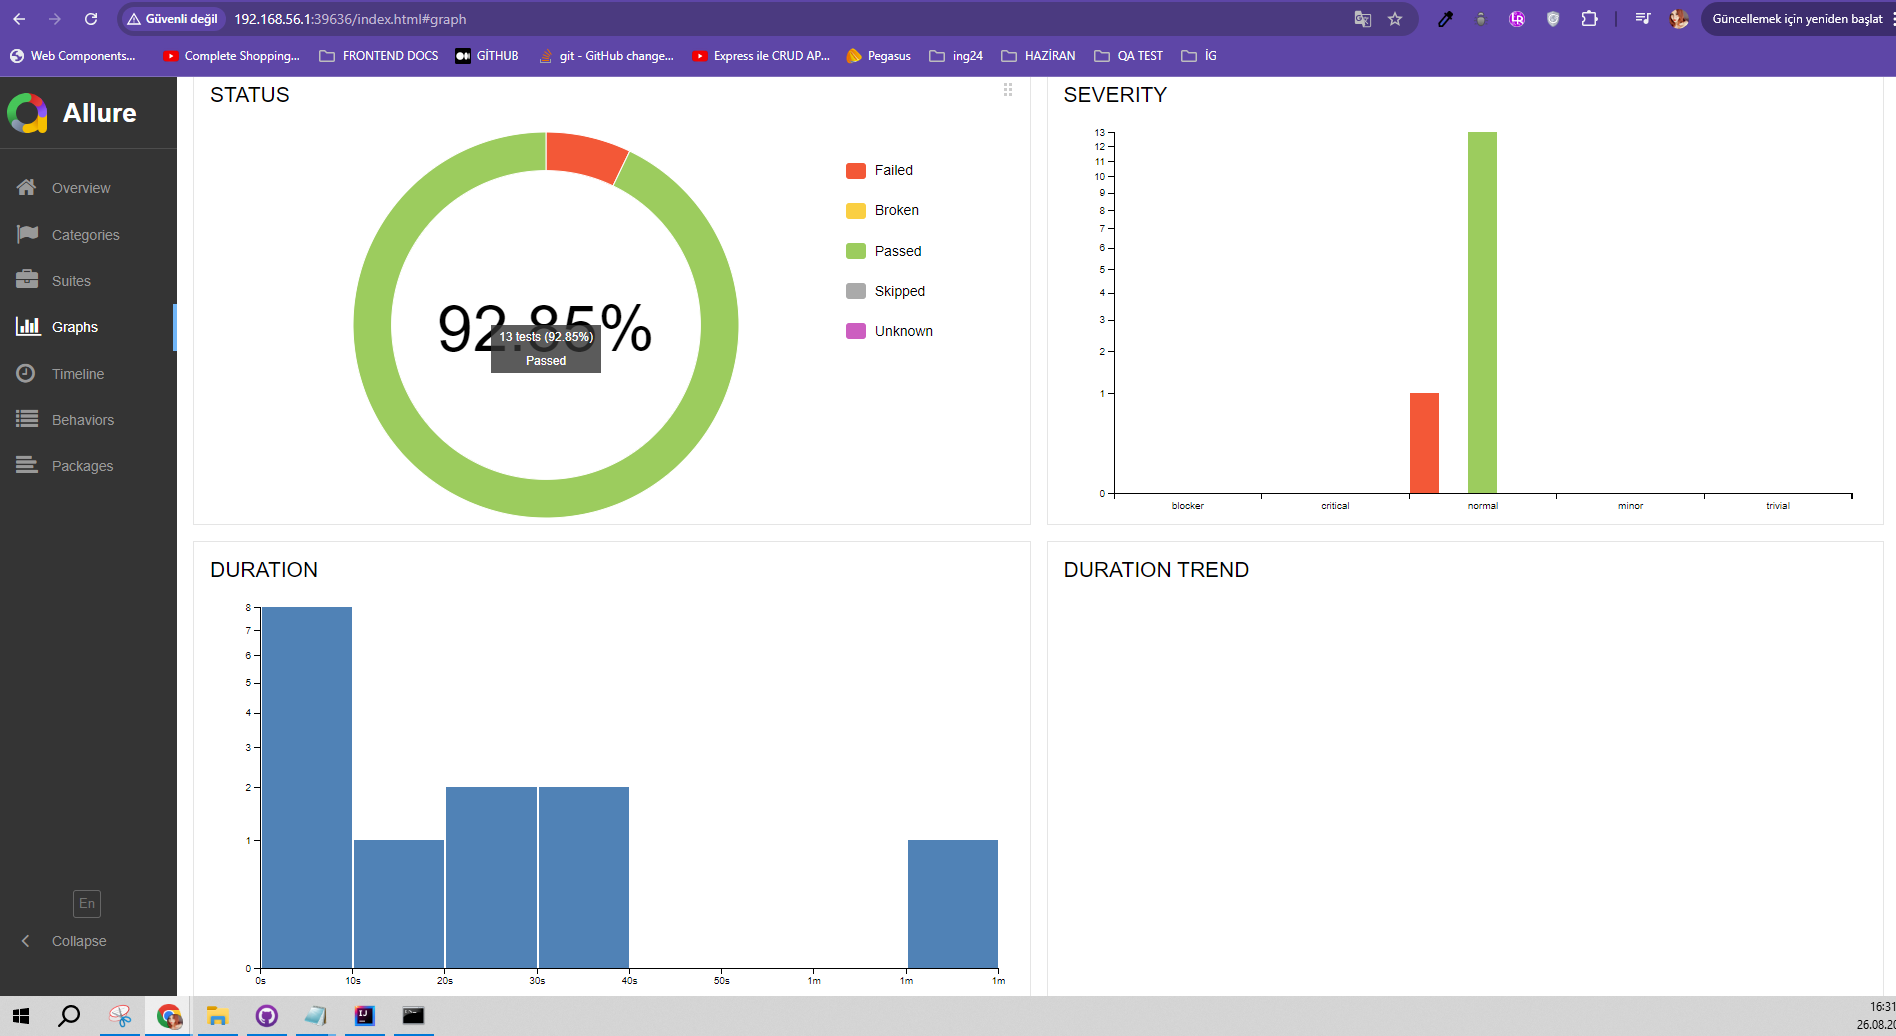 Güvenli değil
192.168.56.1:39636/index.html#graph
Güncellemek için yeniden başlat
Web Components...
Complete Shopping...
FRONTEND DOCS
GİTHUB
git - GitHub change...
Express ile CRUD AP...
Pegasus
ing24
HAZİRAN
QA TEST
İG
Allure
Overview
Categories
Suites
Graphs
Timeline
Behaviors
Packages
En
Collapse
STATUS
92.85%
13 tests (92.85%)
Passed
Failed
Broken
Passed
Skipped
Unknown
SEVERITY
13
12
11
10
9
8
7
6
5
4
3
2
1
0
blocker
critical
normal
minor
trivial
DURATION
8
7
6
5
4
3
2
1
0
0s
10s
20s
30s
40s
50s
1m
1m
1m
DURATION TREND
16:31
26.08.20